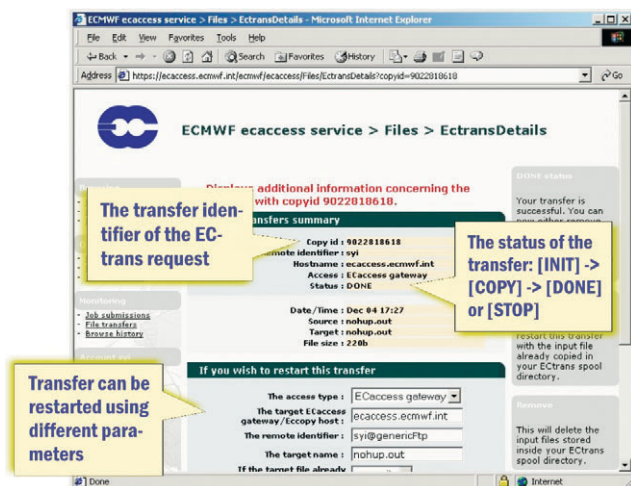 ECMWF ecaccess service > Files > EctransDetails - Microsoft Internet Explorer
File Edit View Favorites Tools Help
Back Search Favorites History
Address https://ecaccess.ecmwf.int/ecmwf/ecaccess/Files/EctransDetails?copyid=9022818618 Go
ECMWF ecaccess service > Files > EctransDetails
Displays additional information concerning the
with copyid 9022818618.
The transfer iden-
tifier of the EC-
trans request
transfers summary
Copy id : 9022818618
remote identifier : syi
Hostname : ecaccess.ecmwf.int
Access : ECaccess gateway
Status : DONE
Date/Time : Dec 04 17:27
Source : nohup.out
Target : nohup.out
File size : 220b
DONE status
Your transfer is
successful. You can
now either remove
The status of the
transfer: [INIT] ->
[COPY] -> [DONE]
or [STOP]
restart this transfer
with the input file
already copied in
your ECtrans spool
directory.
Remove
This will delete the
input files stored
inside your ECtrans
spool directory.
Monitoring
- Job submissions
- File transfers
- Browse history
Account syi
Transfer can be
restarted using
different para-
meters
If you wish to restart this transfer
The access type : ECaccess gateway
The target ECaccess
gateway/Eccopy host : ecaccess.ecmwf.int
The remote identifier : syi@genericFtp
The target name : nohup.out
If the target file already
Done Internet